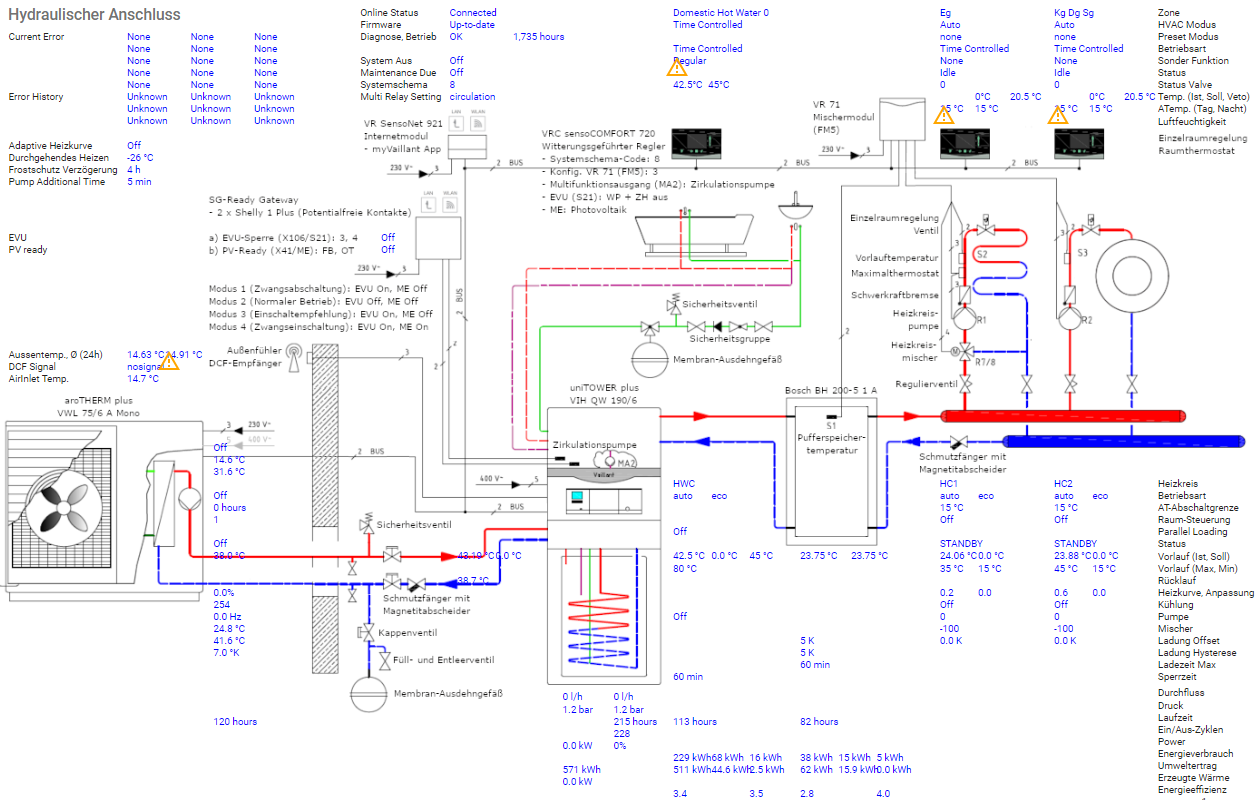 Hydraulischer Anschluss
Current Error None None None
None None None
None None None
None None None
None None None
Error History Unknown Unknown Unknown
Unknown Unknown Unknown
Unknown Unknown Unknown
Adaptive Heizkurve Off
Durchgehendes Heizen -26 °C
Frostschutz Verzögerung 4 h
Pump Additional Time 5 min
EVU
PV ready
Online Status Connected
Firmware Up-to-date
Diagnose, Betrieb OK 1,735 hours
System Aus Off
Maintenance Due Off
Systemschema 8
Multi Relay Setting circulation
Domestic Hot Water 0
Time Controlled
Time Controlled
Regular
42.5°C 45°C
Eg Kg Dg Sg Zone
Auto Auto HVAC Modus
none none Preset Modus
Time Controlled Time Controlled Betriebsart
None None Sonder Funktion
Idle Idle Status
0 0 Status Valve
0°C 20.5 °C 0°C 20.5 °C Temp. (Ist, Soll, Veto)
15 °C 15 °C ATemp. (Tag, Nacht)
Luftfeuchtigkeit
Einzelraumregelung
Raumthermostat
VR SensoNet 921
Internetmodul
- myVaillant App
LAN WLAN
230 V~ 3
2 BUS
VRC sensoCOMFORT 720
Witterungsgeführter Regler
- Systemschema-Code: 8
- Konfig. VR 71 (FM5): 3
- Multifunktionsausgang (MA2): Zirkulationspumpe
- EVU (S21): WP + ZH aus
- ME: Photovoltaik
VR 71
Mischermodul
(FM5)
230 V~ 3
2 BUS
2 BUS
SG-Ready Gateway
- 2 x Shelly 1 Plus (Potentialfreie Kontakte)
LAN WLAN
a) EVU-Sperre (X106/S21): 3, 4 Off
b) PV-Ready (X41/ME): FB, OT Off
230 V~ 3
Modus 1 (Zwangsabschaltung): EVU On, ME Off
Modus 2 (Normaler Betrieb): EVU Off, ME Off
Modus 3 (Einschaltempfehlung): EVU Off, ME On
Modus 4 (Zwangseinschaltung): EVU On, ME On
BUS
2
2
2
Einzelraumregelung
Ventil
Vorlauftemperatur
Maximalthermostat
Schwerkraftbremse
Heizkreis-
pumpe
Heizkreis-
mischer
Regulierventil
S2
S3
R1
R2
R7/8
M
Sicherheitsventil
Sicherheitsgruppe
Membran-Ausdehngefäß
Aussentemp., Ø (24h) 14.63 °C 14.91 °C
DCF Signal nosignal
AirInlet Temp. 14.7 °C
Außenfühler
DCF-Empfänger
3
aroTHERM plus
VWL 75/6 A Mono
3 230 V~
5 400 V~
2 BUS
uniTOWER plus
VIH QW 190/6
Zirkulationspumpe
MA2
Vaillant
400 V~ 5
2 BUS
Bosch BH 200-5 1 A
S1
Pufferspeicher-
temperatur
Schmutzfänger mit
Magnetitabscheider
Off
14.6 °C
31.6 °C
Off
0 hours
1
Off
38.0 °C
0.0%
254
0.0 Hz
24.8 °C
41.6 °C
7.0 °K
120 hours
Sicherheitsventil
43.19 °C 0.0 °C
38.7 °C
Schmutzfänger mit
Magnetitabscheider
Kappenventil
Füll- und Entleerventil
Membran-Ausdehngefäß
HWC
auto eco
Off
42.5 °C 0.0 °C 45 °C
80 °C
Off
60 min
23.75 °C 23.75 °C
5 K
5 K
60 min
HC1 HC2 Heizkreis
auto eco auto eco Betriebsart
15 °C 15 °C AT-Abschaltgrenze
Off Off Raum-Steuerung
Parallel Loading
STANDBY STANDBY Status
24.06 °C 0.0 °C 23.88 °C 0.0 °C Vorlauf (Ist, Soll)
35 °C 15 °C 45 °C 15 °C Vorlauf (Max, Min)
Rücklauf
0.2 0.0 0.6 0.0 Heizkurve, Anpassung
Off Off Kühlung
0 0 Pumpe
-100 -100 Mischer
0.0 K 0.0 K Ladung Offset
Ladung Hysterese
Ladezeit Max
Sperrzeit
0 l/h 0 l/h Durchfluss
1.2 bar 1.2 bar Druck
215 hours 113 hours 82 hours Laufzeit
228 Ein/Aus-Zyklen
0.0 kW 0% Power
229 kWh 68 kWh 16 kWh 38 kWh 15 kWh 5 kWh Energieverbrauch
571 kWh 511 kWh 44.6 kWh 2.5 kWh 62 kWh 15.9 kWh 0.0 kWh Umweltertrag
0.0 kW Erzeugte Wärme
3.4 3.5 2.8 4.0 Energieeffizienz